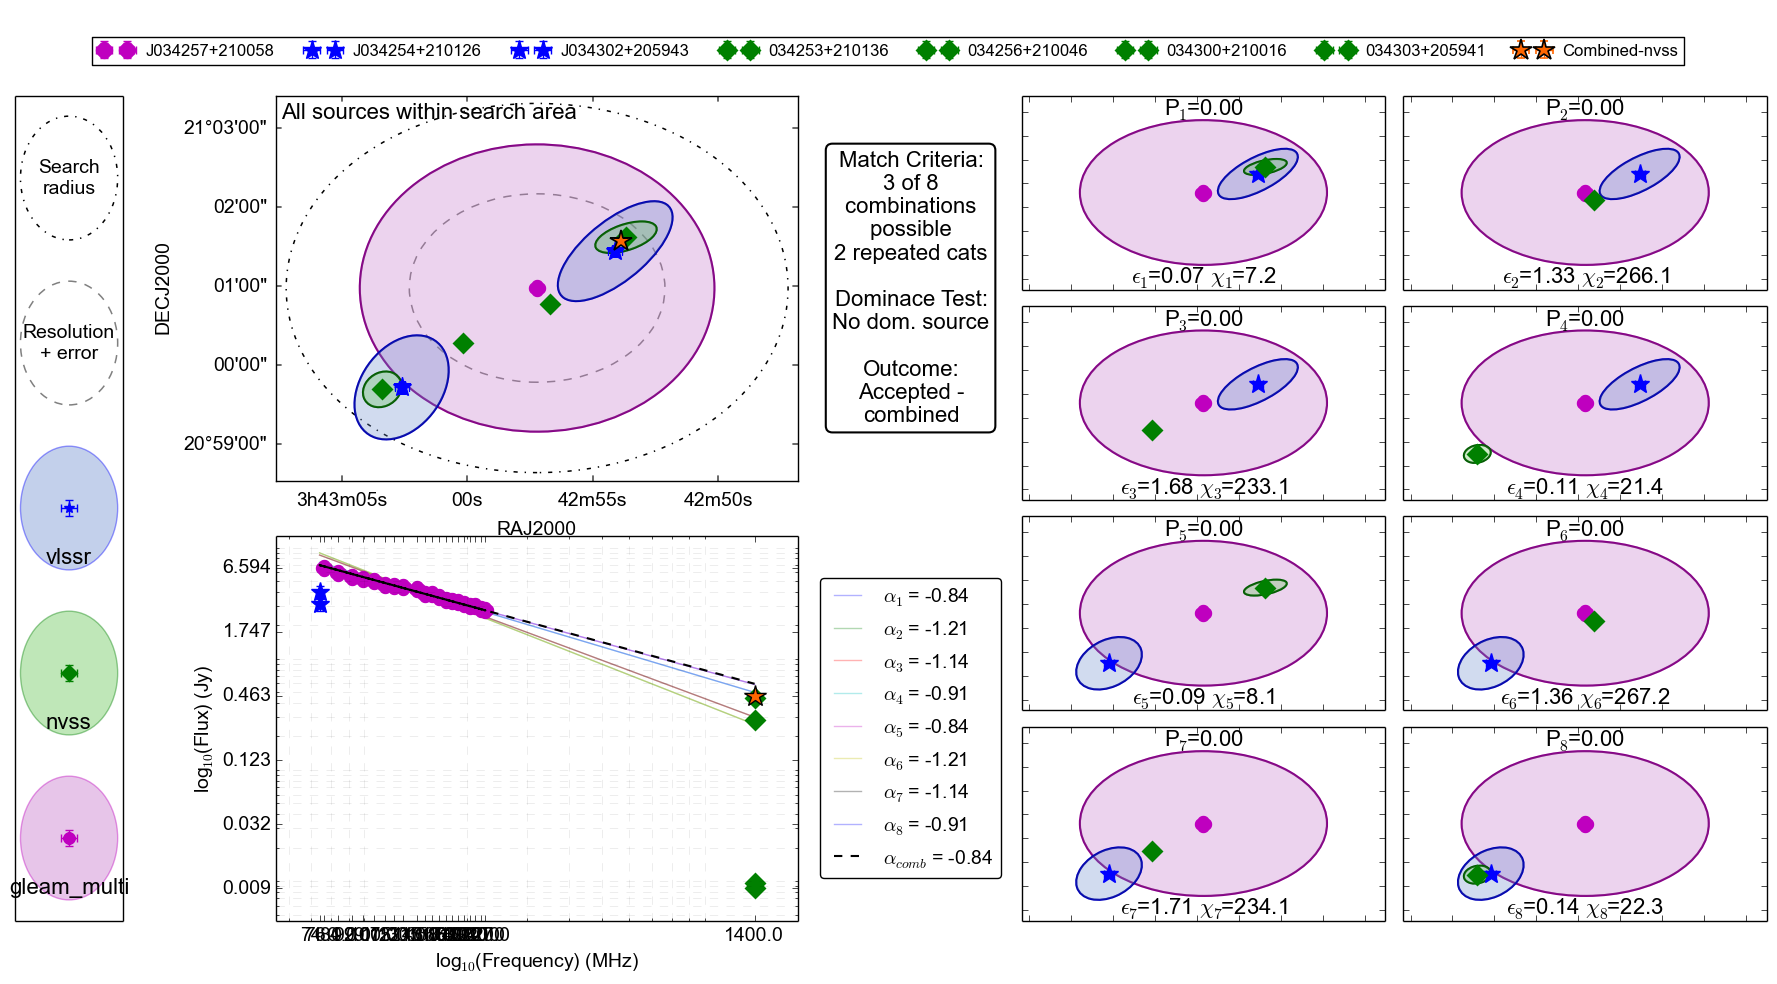 J034257+210058 J034254+210126 J034302+205943 034253+210136 034256+210046 034300+210016 034303+205941 Combined-nvss
Search
radius
Resolution
+ error
vlssr
nvss
gleam_multi
All sources within search area
21°03'00"
02'00"
01'00"
00'00"
20°59'00"
DECJ2000
3h43m05s 00s 42m55s 42m50s
RAJ2000
Match Criteria:
3 of 8
combinations
possible
2 repeated cats
Dominace Test:
No dom. source
Outcome:
Accepted -
combined
6.594
1.747
0.463
0.123
0.032
0.009
log10(Flux) (Jy)
1400.0
log10(Frequency) (MHz)
α1 = -0.84
α2 = -1.21
α3 = -1.14
α4 = -0.91
α5 = -0.84
α6 = -1.21
α7 = -1.14
α8 = -0.91
αcomb = -0.84
P1=0.00
ε1=0.07 χ1=7.2
P2=0.00
ε2=1.33 χ2=266.1
P3=0.00
ε3=1.68 χ3=233.1
P4=0.00
ε4=0.11 χ4=21.4
P5=0.00
ε5=0.09 χ5=8.1
P6=0.00
ε6=1.36 χ6=267.2
P7=0.00
ε7=1.71 χ7=234.1
P8=0.00
ε8=0.14 χ8=22.3